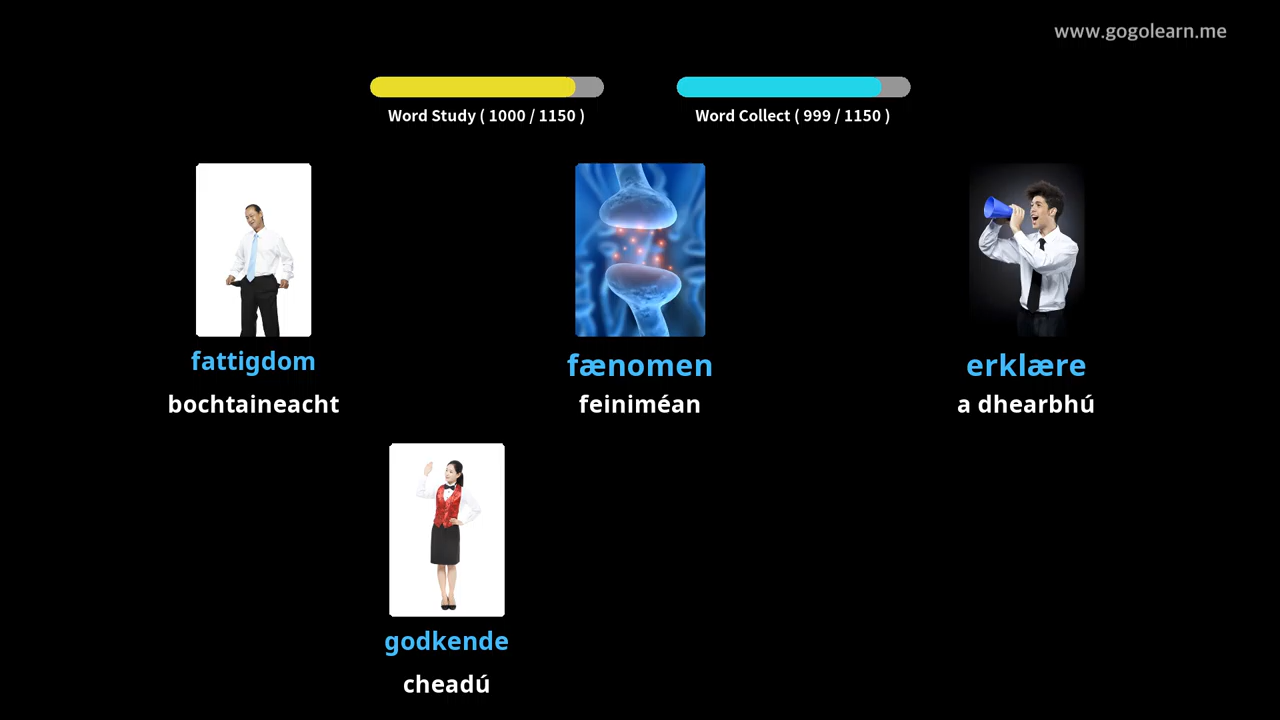 www.gogolearn.me
Word Study ( 1000 / 1150 )
Word Collect ( 999 / 1150 )
fattigdom
bochtaineacht
fænomen
feiniméan
erklære
a dhearbhú
godkende
cheadú